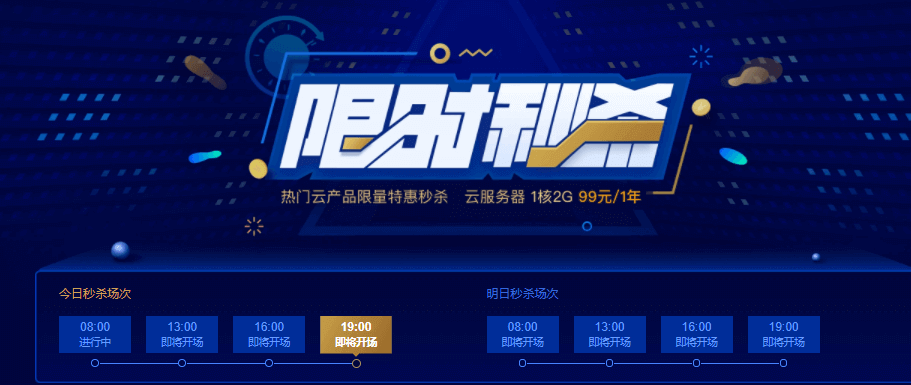 限时秒杀
热门云产品限量特惠秒杀 云服务器 1核2G 99元/1年
今日秒杀场次
08:00
进行中
13:00
即将开场
16:00
即将开场
19:00
即将开场
明日秒杀场次
08:00
即将开场
13:00
即将开场
16:00
即将开场
19:00
即将开场